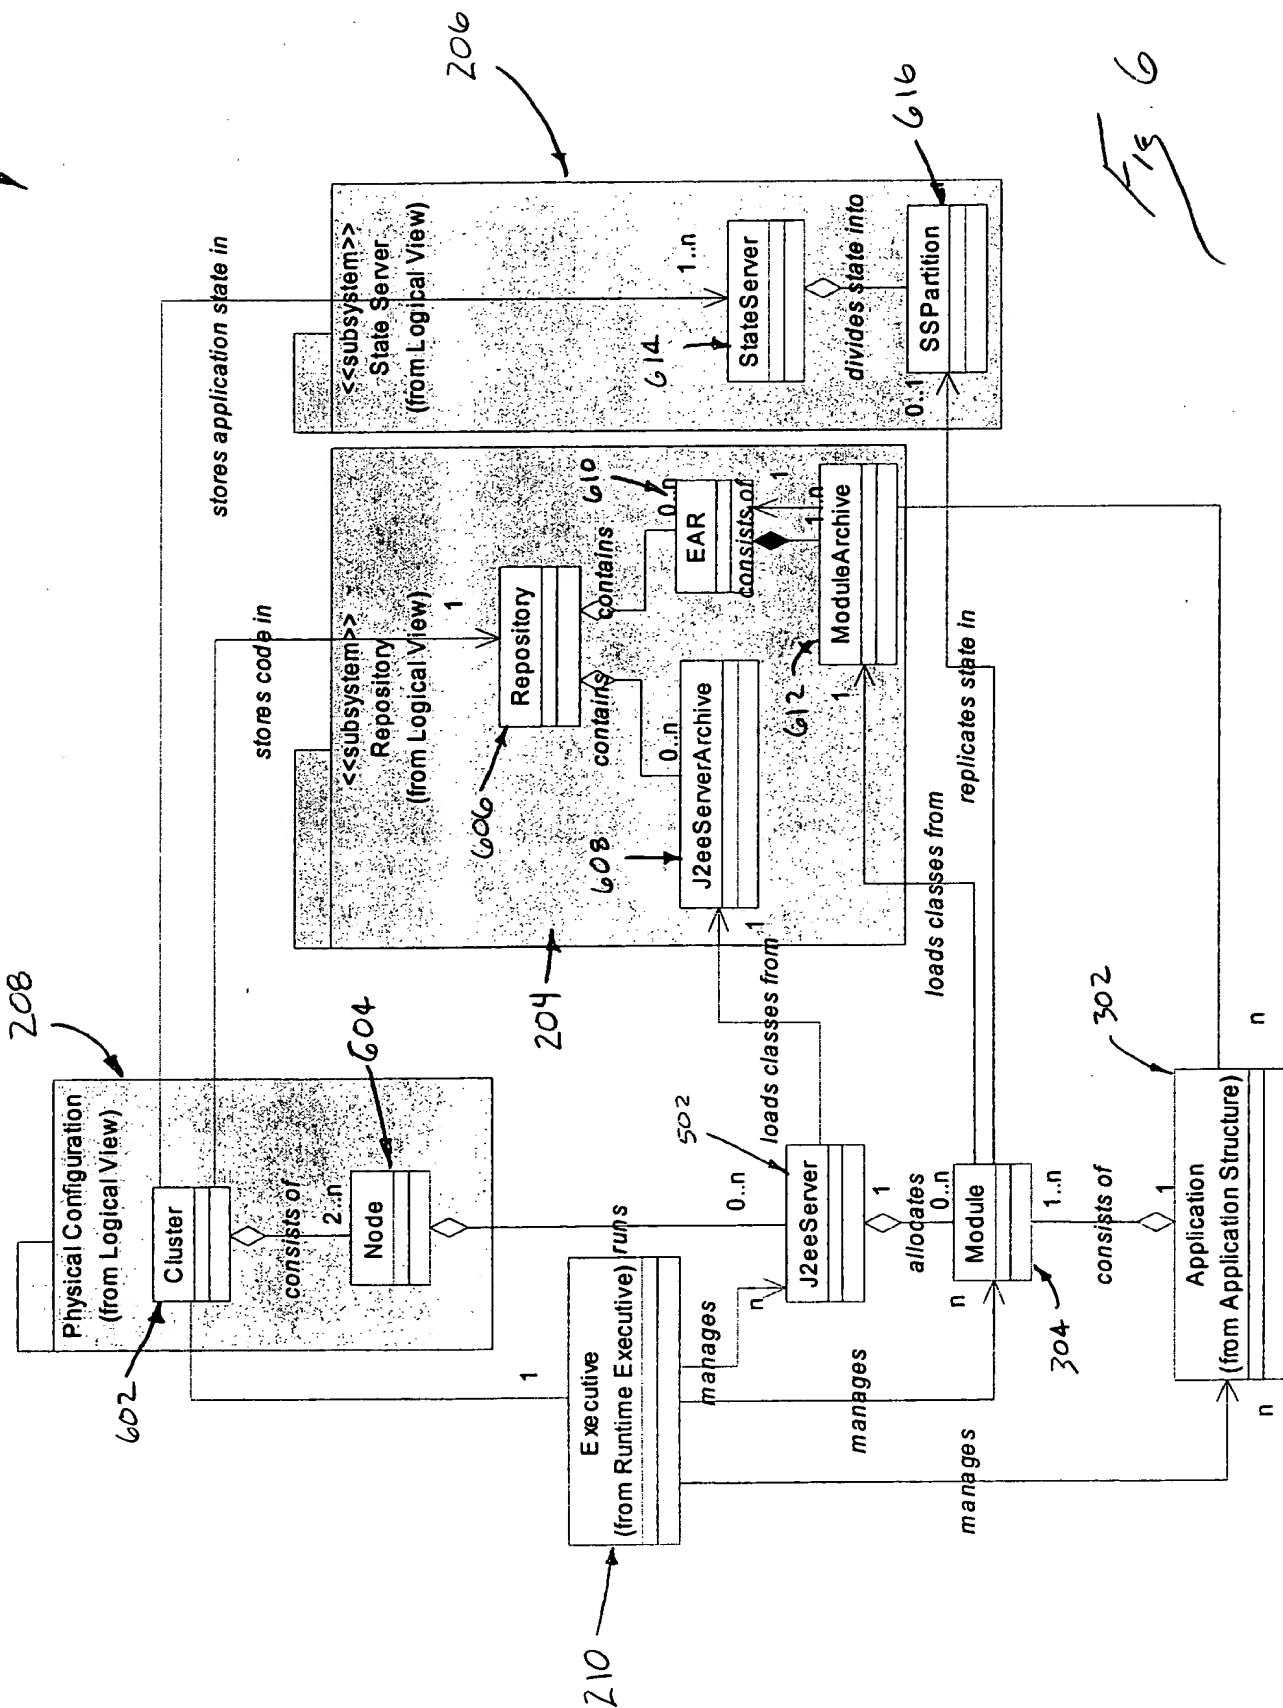 208
Physical Configuration
(from Logical View)
602
Cluster
consists of
2..n
Node
604
stores application state in
stores code in
206
<<subsystem>>
Repository
(from Logical View)
1
606
Repository
contains
contains
0..n
610
0..n
EAR
608
J2eeServerArchive
consists of
1
1..n
612
ModuleArchive
1
204
1
<<subsystem>>
State Server
(from Logical View)
1..n
614
StateServer
divides state into
SSPartition
n
0..1
616
1
Executive
(from Runtime Executive)
runs
210
manages
n
manages
n
manages
n
0..n
502
J2eeServer
loads classes from
1
allocates
0..n
Module
304
1..n
consists of
1
loads classes from
replicates state in
302
Application
(from Application Structure)
n
Fig. 6